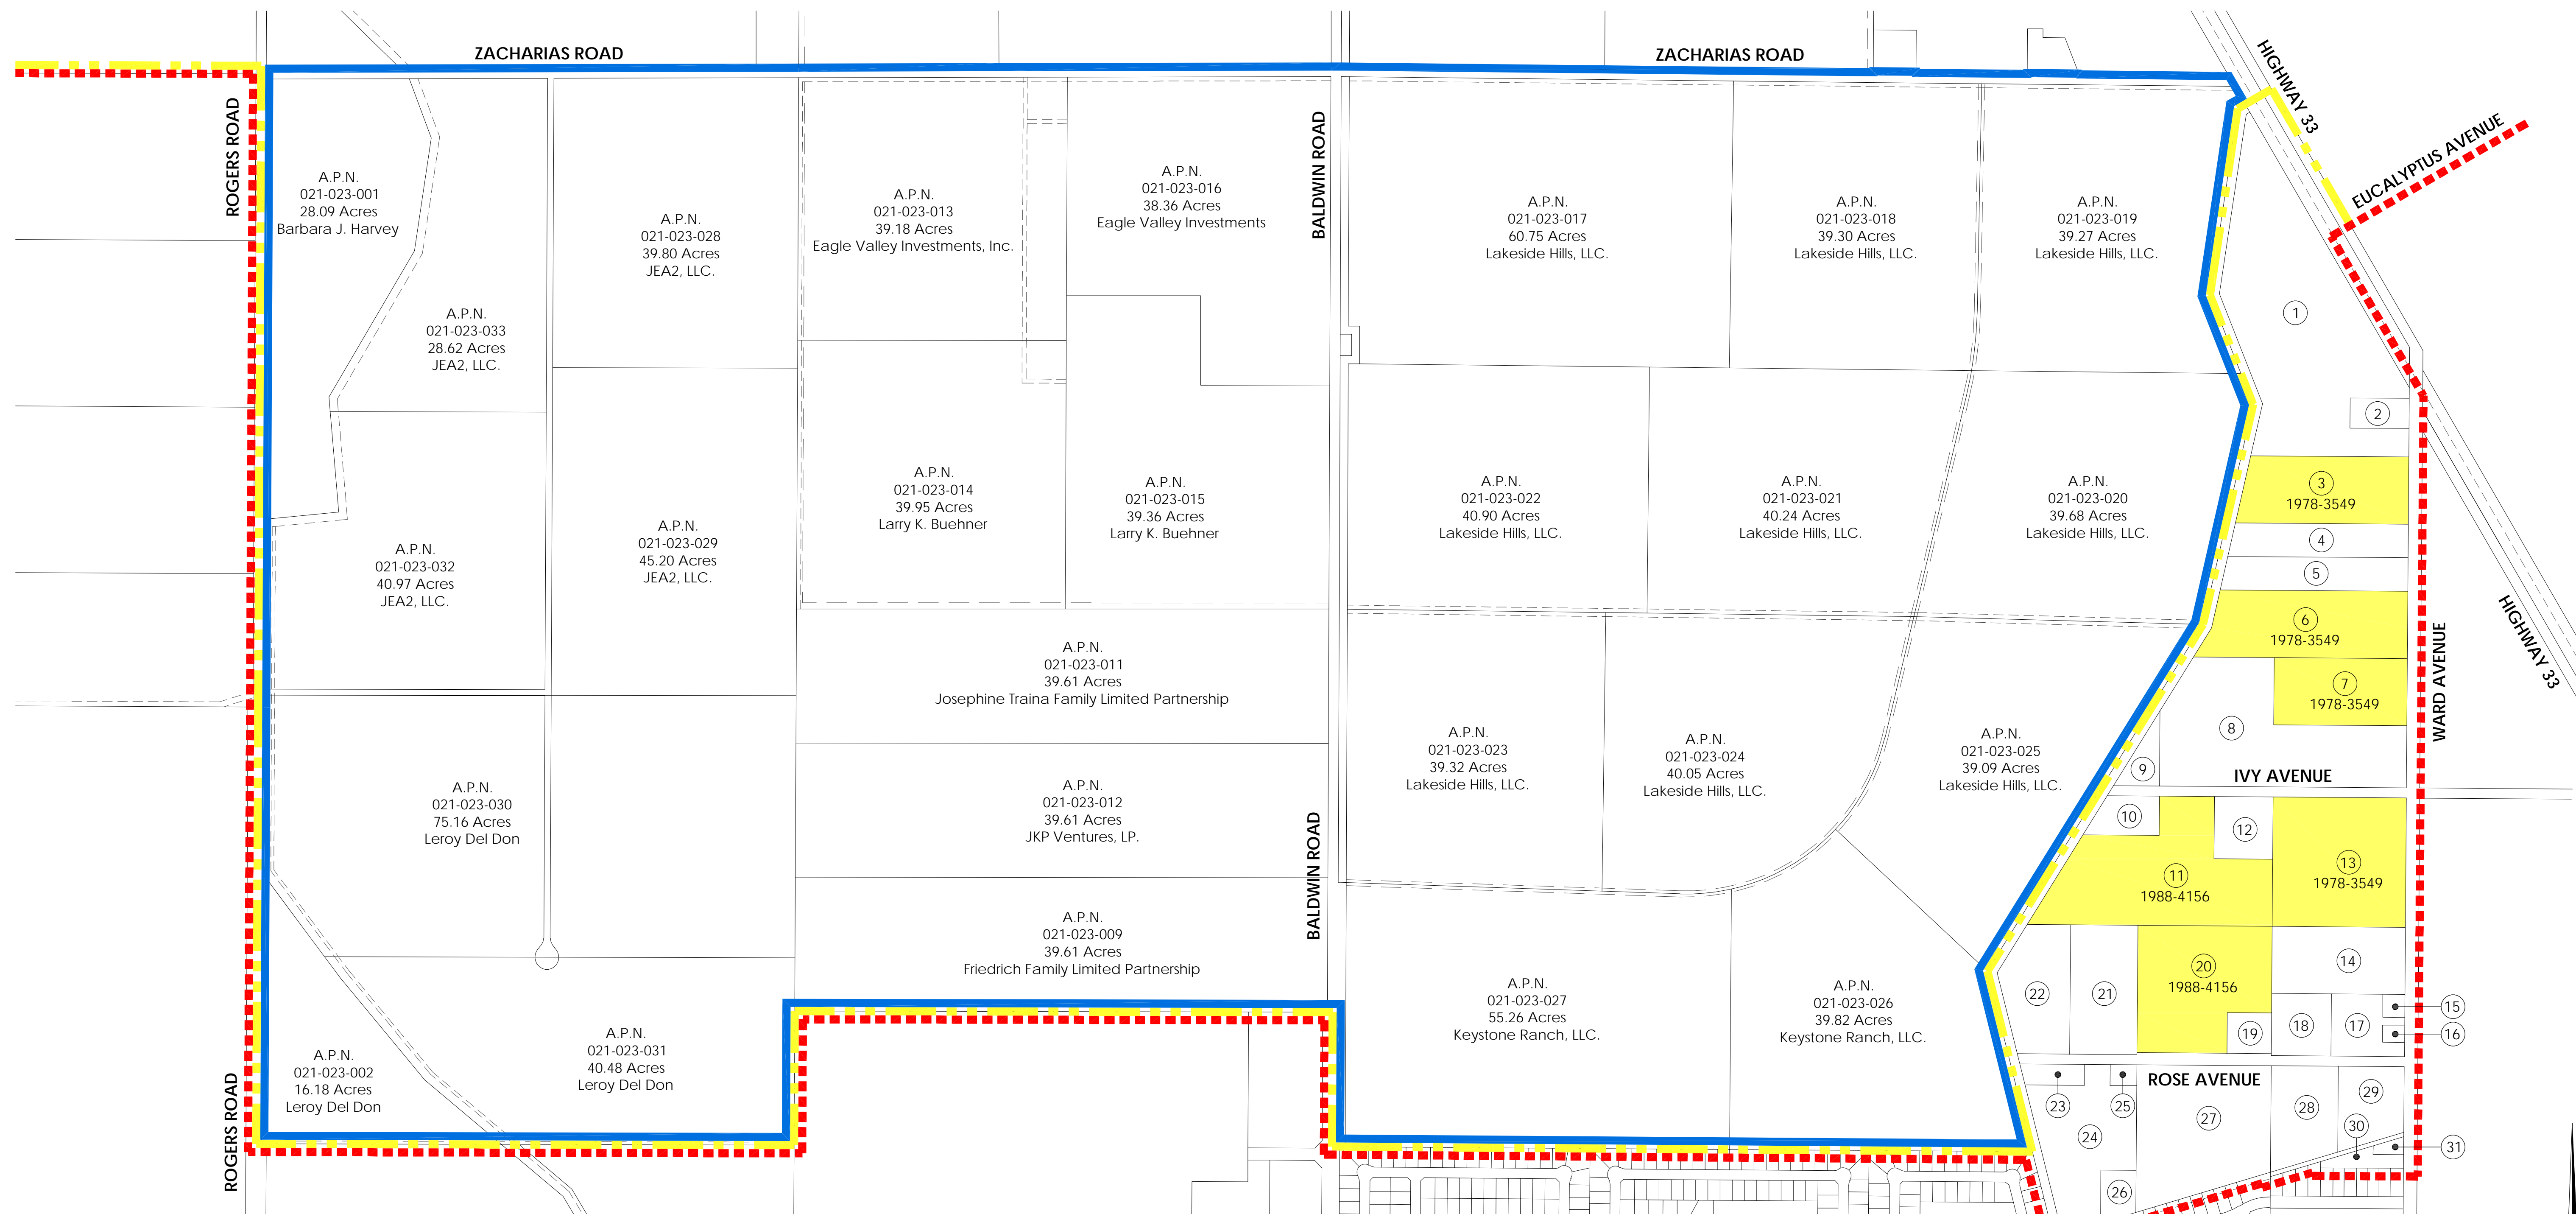 ZACHARIAS ROAD
ZACHARIAS ROAD
HIGHWAY 33
EUCALYPTUS AVENUE
ROGERS ROAD
BALDWIN ROAD
A.P.N.
021-023-001
28.09 Acres
Barbara J. Harvey
A.P.N.
021-023-033
28.62 Acres
JEA2, LLC.
A.P.N.
021-023-028
39.80 Acres
JEA2, LLC.
A.P.N.
021-023-013
39.18 Acres
Eagle Valley Investments, Inc.
A.P.N.
021-023-016
38.36 Acres
Eagle Valley Investments
A.P.N.
021-023-017
60.75 Acres
Lakeside Hills, LLC.
A.P.N.
021-023-018
39.30 Acres
Lakeside Hills, LLC.
A.P.N.
021-023-019
39.27 Acres
Lakeside Hills, LLC.
1
2
A.P.N.
021-023-032
40.97 Acres
JEA2, LLC.
A.P.N.
021-023-029
45.20 Acres
JEA2, LLC.
A.P.N.
021-023-014
39.95 Acres
Larry K. Buehner
A.P.N.
021-023-015
39.36 Acres
Larry K. Buehner
A.P.N.
021-023-022
40.90 Acres
Lakeside Hills, LLC.
A.P.N.
021-023-021
40.24 Acres
Lakeside Hills, LLC.
A.P.N.
021-023-020
39.68 Acres
Lakeside Hills, LLC.
3
1978-3549
4
5
6
1978-3549
7
1978-3549
8
9
HIGHWAY 33
WARD AVENUE
IVY AVENUE
A.P.N.
021-023-011
39.61 Acres
Josephine Traina Family Limited Partnership
A.P.N.
021-023-030
75.16 Acres
Leroy Del Don
A.P.N.
021-023-012
39.61 Acres
JKP Ventures, LP.
BALDWIN ROAD
A.P.N.
021-023-023
39.32 Acres
Lakeside Hills, LLC.
A.P.N.
021-023-024
40.05 Acres
Lakeside Hills, LLC.
A.P.N.
021-023-025
39.09 Acres
Lakeside Hills, LLC.
10
11
1988-4156
12
13
1978-3549
A.P.N.
021-023-009
39.61 Acres
Friedrich Family Limited Partnership
A.P.N.
021-023-027
55.26 Acres
Keystone Ranch, LLC.
A.P.N.
021-023-026
39.82 Acres
Keystone Ranch, LLC.
22
21
20
1988-4156
14
19
18
17
15
16
ROGERS ROAD
A.P.N.
021-023-002
16.18 Acres
Leroy Del Don
A.P.N.
021-023-031
40.48 Acres
Leroy Del Don
ROSE AVENUE
23
25
24
27
28
29
30
31
26